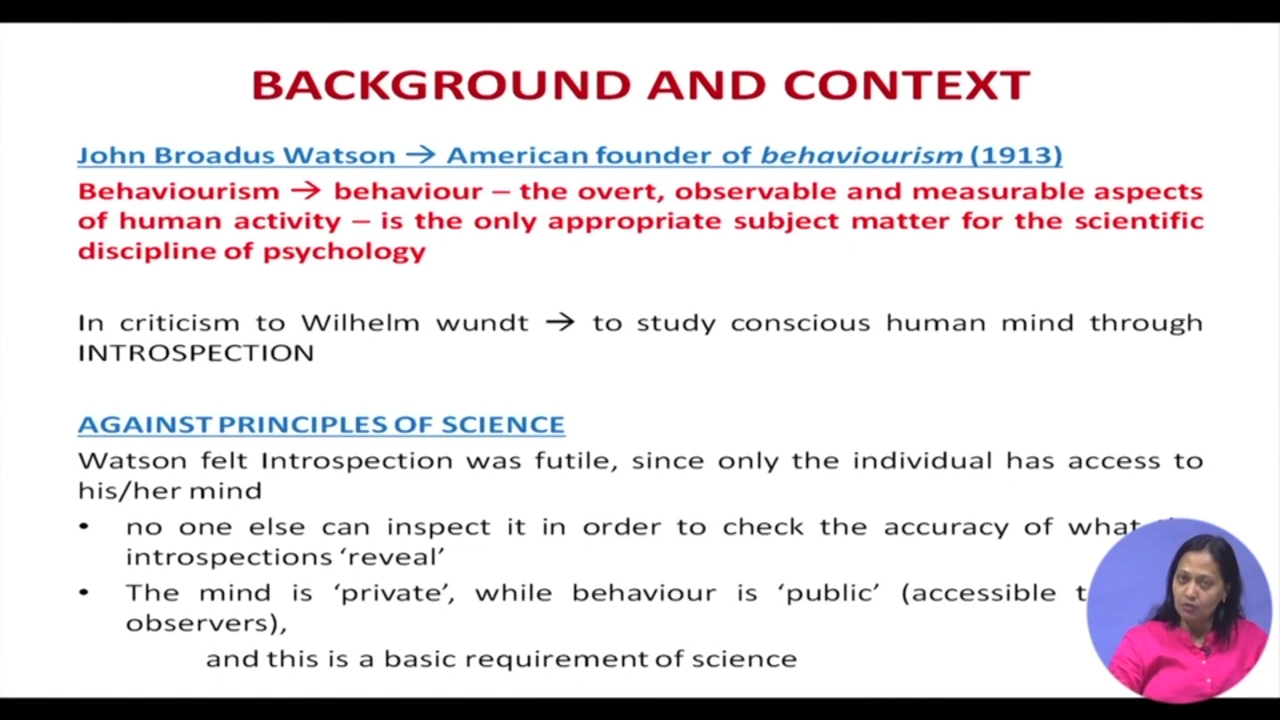 BACKGROUND AND CONTEXT
John Broadus Watson → American founder of behaviourism (1913)
Behaviourism → behaviour – the overt, observable and measurable aspects
of human activity – is the only appropriate subject matter for the scientific
discipline of psychology
In criticism to Wilhelm wundt → to study conscious human mind through
INTROSPECTION
AGAINST PRINCIPLES OF SCIENCE
Watson felt Introspection was futile, since only the individual has access to
his/her mind
• no one else can inspect it in order to check the accuracy of what
introspections ‘reveal’
• The mind is ‘private’, while behaviour is ‘public’ (accessible
observers),
and this is a basic requirement of science